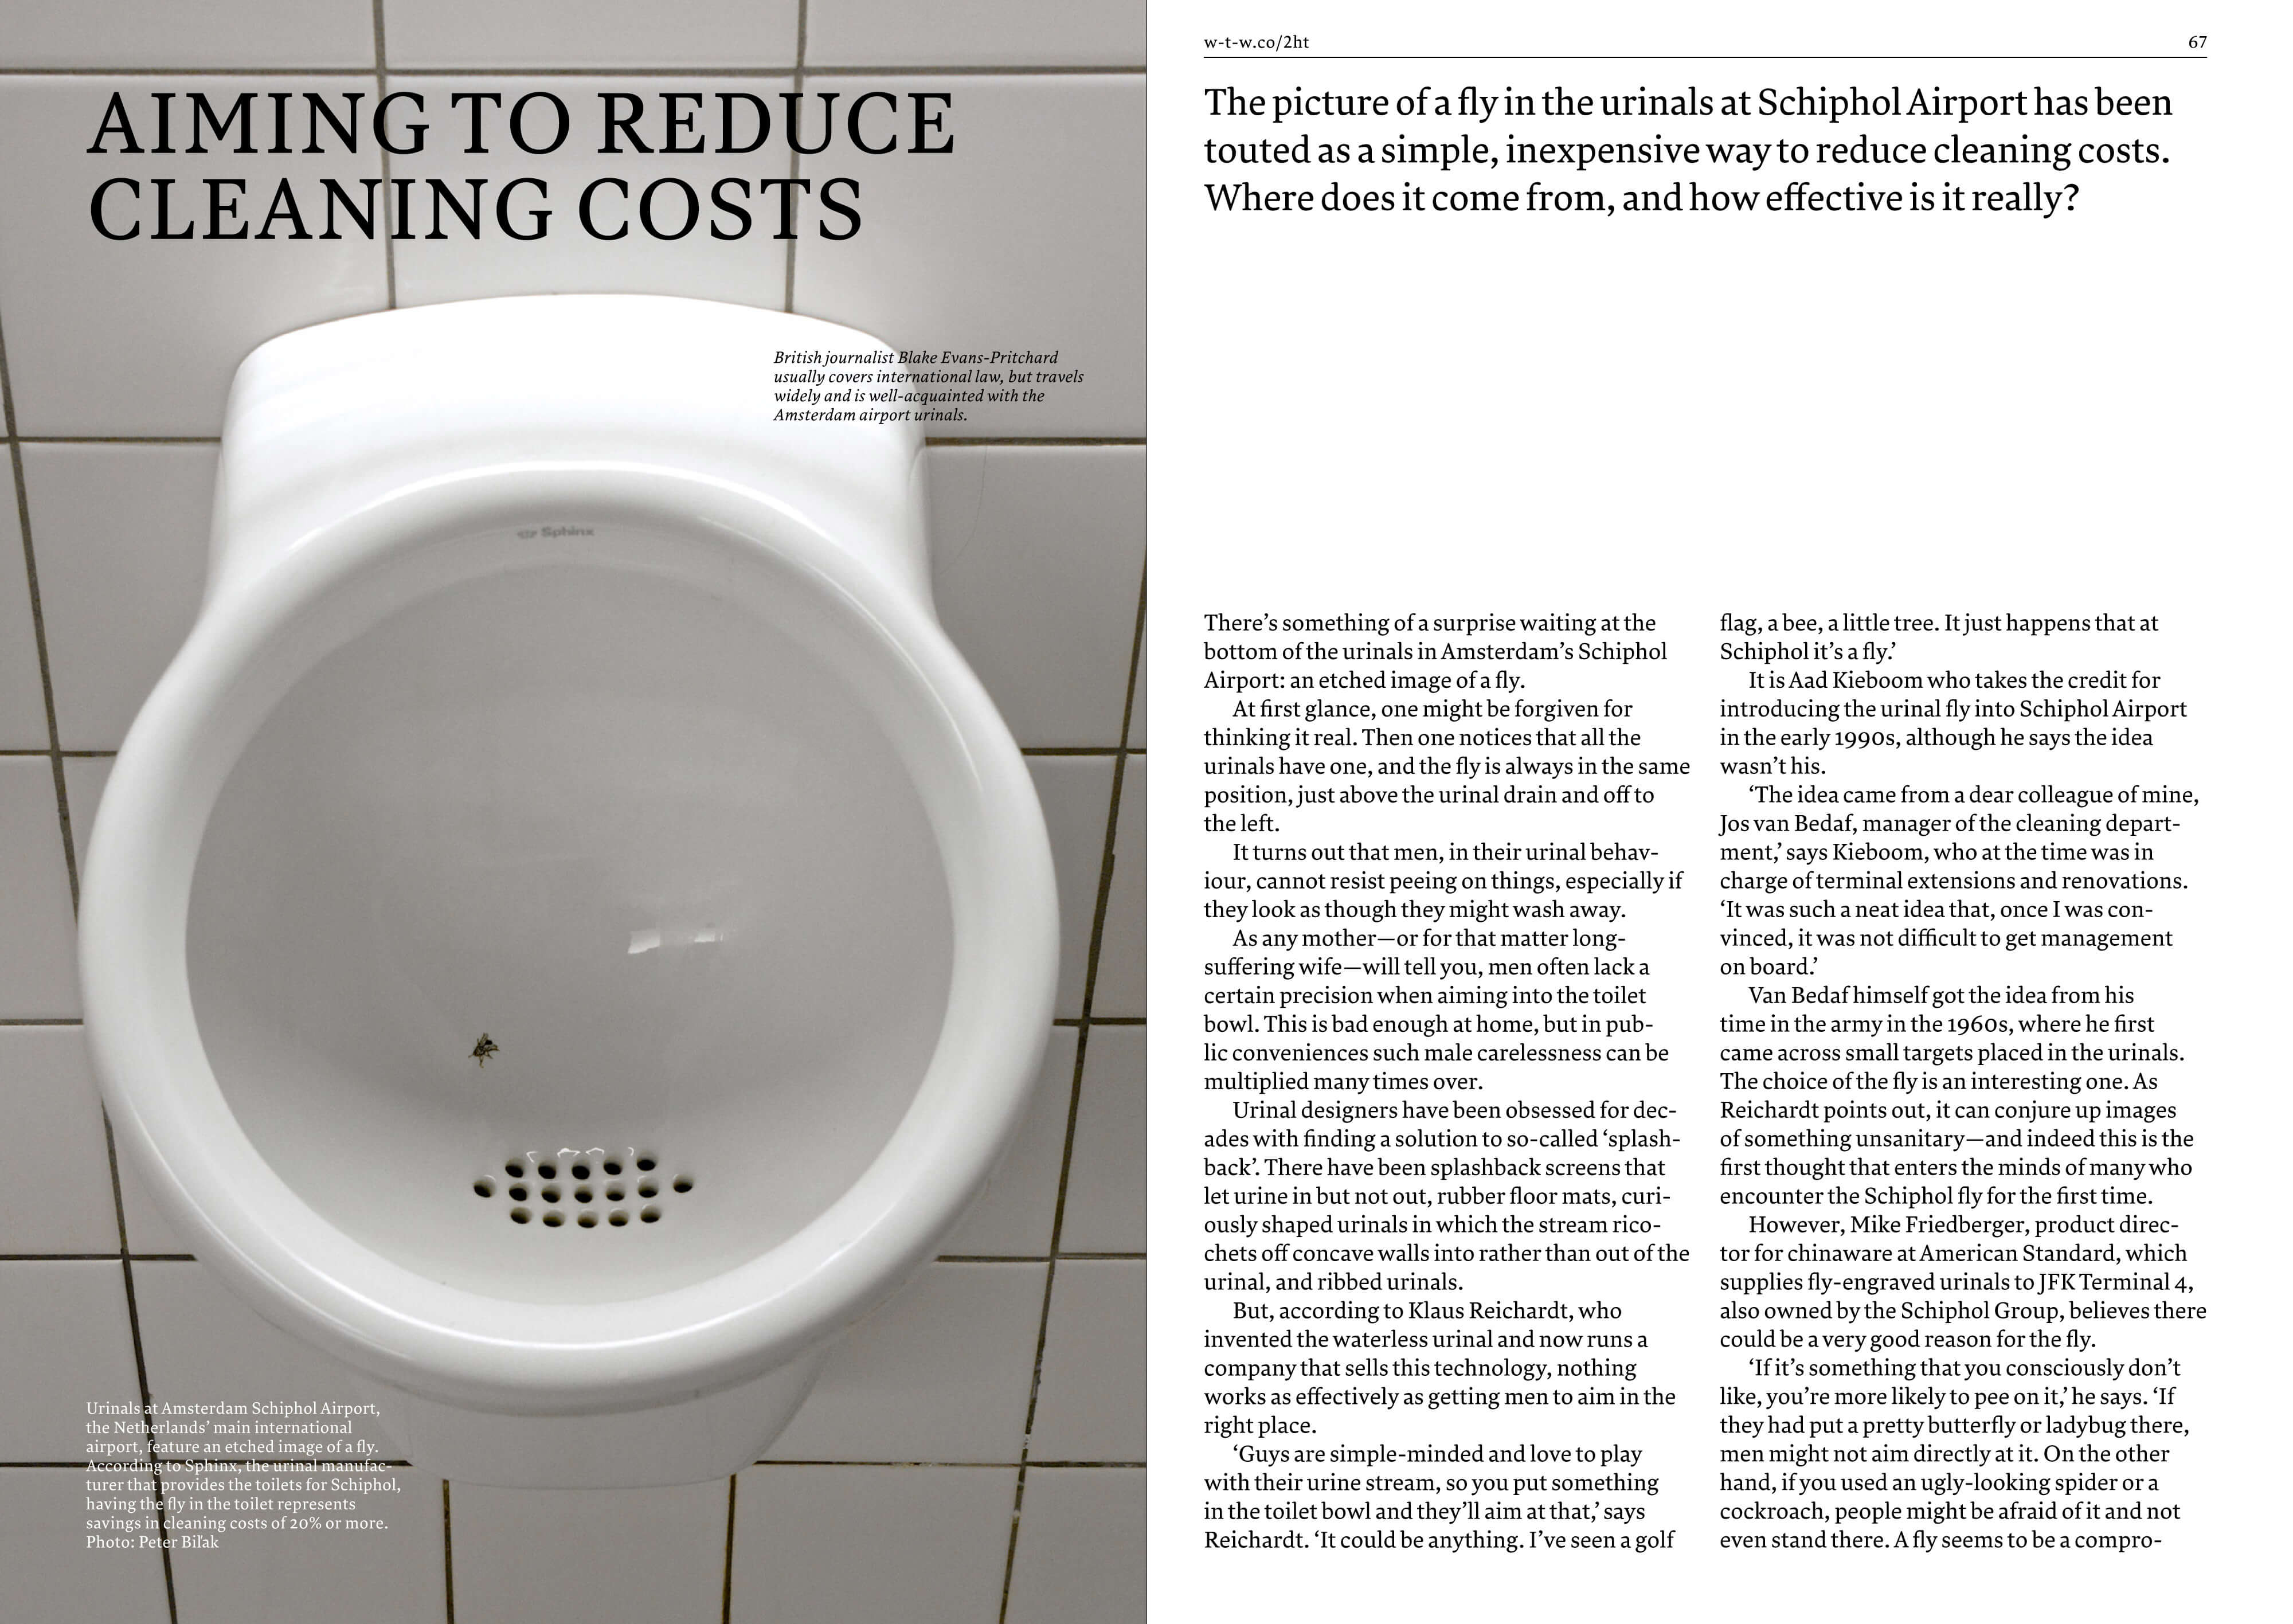 AIMING TO REDUCE
CLEANING COSTS
British journalist Blake Evans-Pritchard
usually covers international law, but travels
widely and is well-acquainted with the
Amsterdam airport urinals.
Sphinx
Urinals at Amsterdam Schiphol Airport,
the Netherlands’ main international
airport, feature an etched image of a fly.
According to Sphinx, the urinal manufac-
turer that provides the toilets for Schiphol,
having the fly in the toilet represents
savings in cleaning costs of 20% or more.
Photo: Peter Biľak
w-t-w.co/2ht
67
The picture of a fly in the urinals at Schiphol Airport has been
touted as a simple, inexpensive way to reduce cleaning costs.
Where does it come from, and how effective is it really?
There’s something of a surprise waiting at the
bottom of the urinals in Amsterdam’s Schiphol
Airport: an etched image of a fly.
At first glance, one might be forgiven for
thinking it real. Then one notices that all the
urinals have one, and the fly is always in the same
position, just above the urinal drain and off to
the left.
It turns out that men, in their urinal behav-
iour, cannot resist peeing on things, especially if
they look as though they might wash away.
As any mother—or for that matter long-
suffering wife—will tell you, men often lack a
certain precision when aiming into the toilet
bowl. This is bad enough at home, but in pub-
lic conveniences such male carelessness can be
multiplied many times over.
Urinal designers have been obsessed for dec-
ades with finding a solution to so-called ‘splash-
back’. There have been splashback screens that
let urine in but not out, rubber floor mats, curi-
ously shaped urinals in which the stream rico-
chets off concave walls into rather than out of the
urinal, and ribbed urinals.
But, according to Klaus Reichardt, who
invented the waterless urinal and now runs a
company that sells this technology, nothing
works as effectively as getting men to aim in the
right place.
‘Guys are simple-minded and love to play
with their urine stream, so you put something
in the toilet bowl and they’ll aim at that,’ says
Reichardt. ‘It could be anything. I’ve seen a golf
flag, a bee, a little tree. It just happens that at
Schiphol it’s a fly.’
It is Aad Kieboom who takes the credit for
introducing the urinal fly into Schiphol Airport
in the early 1990s, although he says the idea
wasn’t his.
‘The idea came from a dear colleague of mine,
Jos van Bedaf, manager of the cleaning depart-
ment,’ says Kieboom, who at the time was in
charge of terminal extensions and renovations.
‘It was such a neat idea that, once I was con-
vinced, it was not difficult to get management
on board.’
Van Bedaf himself got the idea from his
time in the army in the 1960s, where he first
came across small targets placed in the urinals.
The choice of the fly is an interesting one. As
Reichardt points out, it can conjure up images
of something unsanitary—and indeed this is the
first thought that enters the minds of many who
encounter the Schiphol fly for the first time.
However, Mike Friedberger, product direc-
tor for chinaware at American Standard, which
supplies fly-engraved urinals to JFK Terminal 4,
also owned by the Schiphol Group, believes there
could be a very good reason for the fly.
‘If it’s something that you consciously don’t
like, you’re more likely to pee on it,’ he says. ‘If
they had put a pretty butterfly or ladybug there,
men might not aim directly at it. On the other
hand, if you used an ugly-looking spider or a
cockroach, people might be afraid of it and not
even stand there. A fly seems to be a compro-